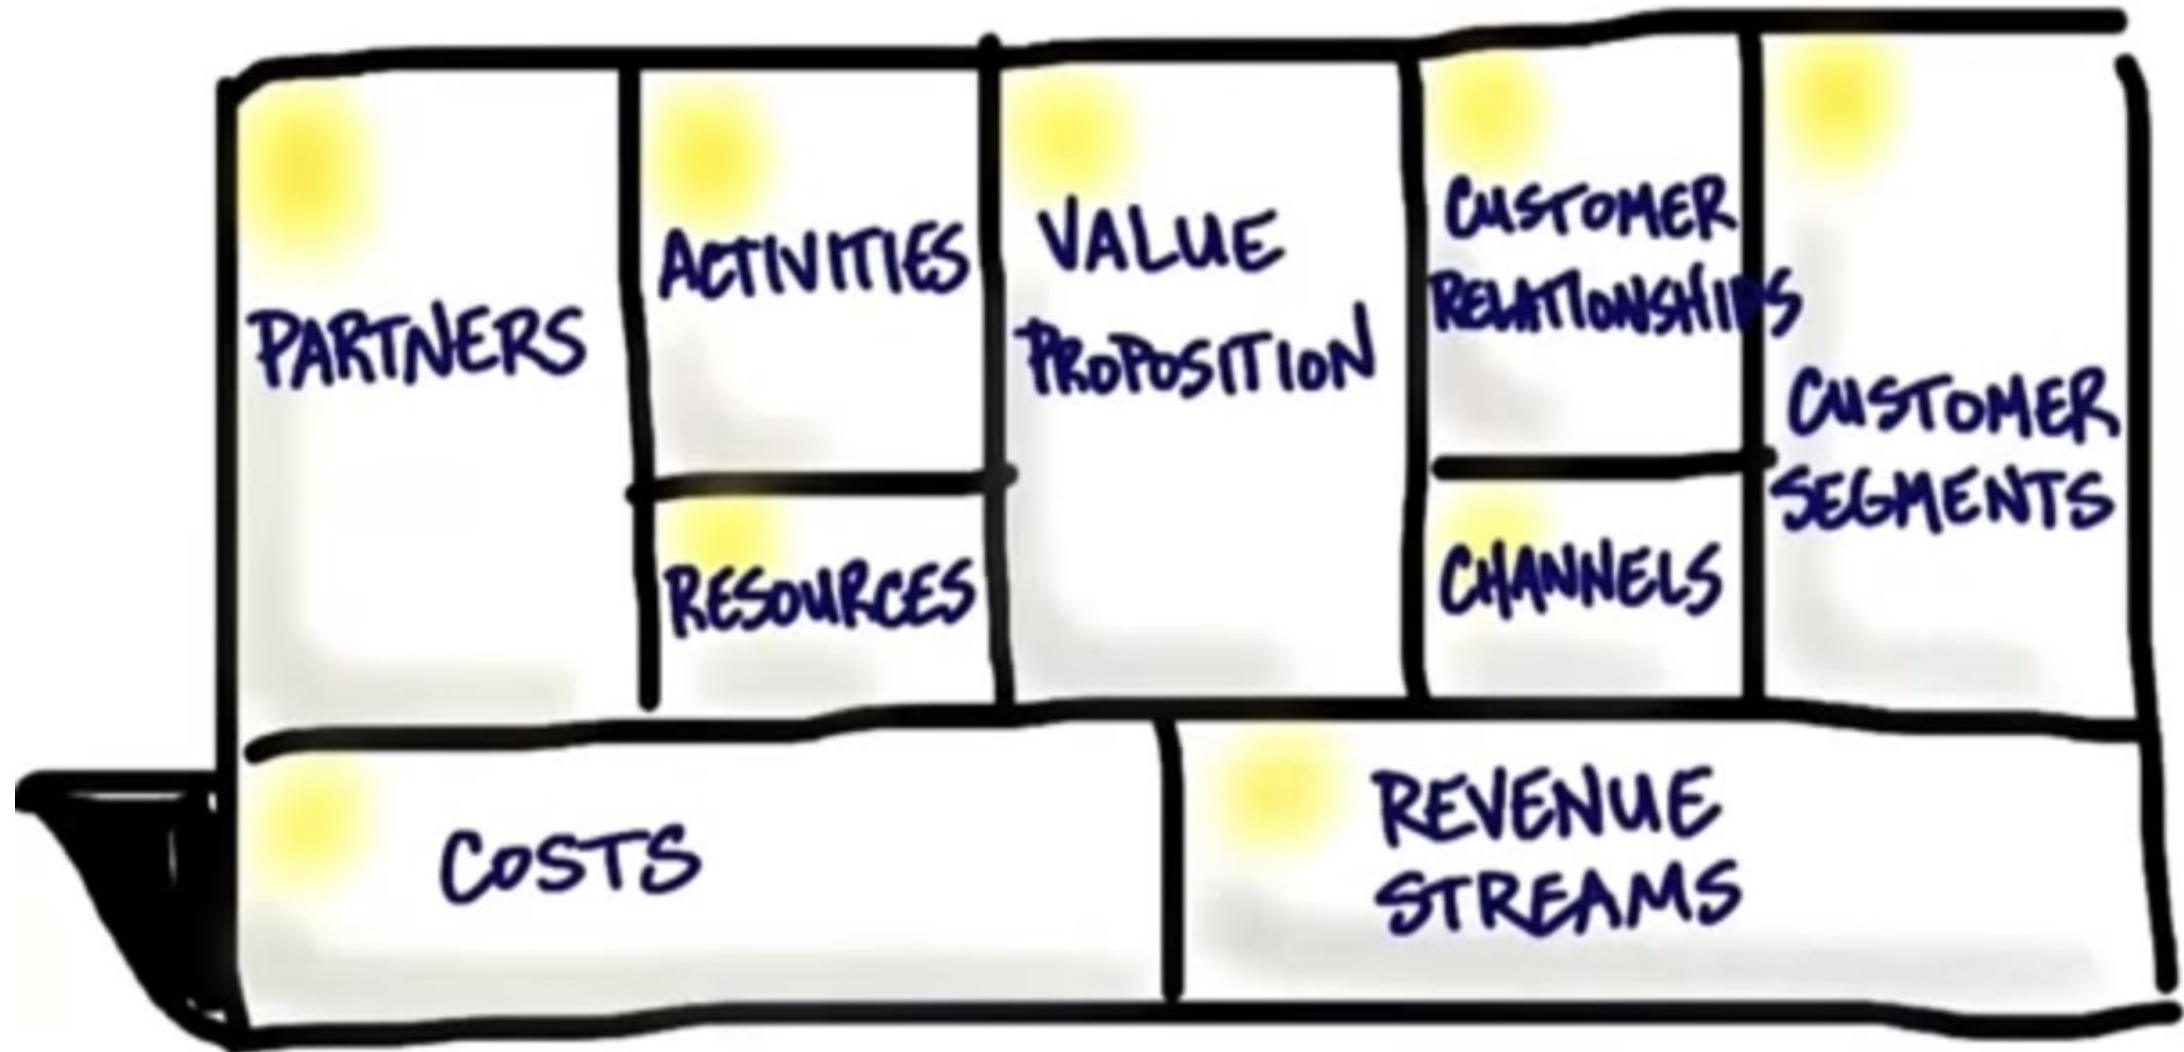 PARTNERS
ACTIVITIES
RESOURCES
VALUE
PROPOSITION
CUSTOMER
RELATIONSHIPS
CHANNELS
CUSTOMER
SEGMENTS
COSTS
REVENUE
STREAMS